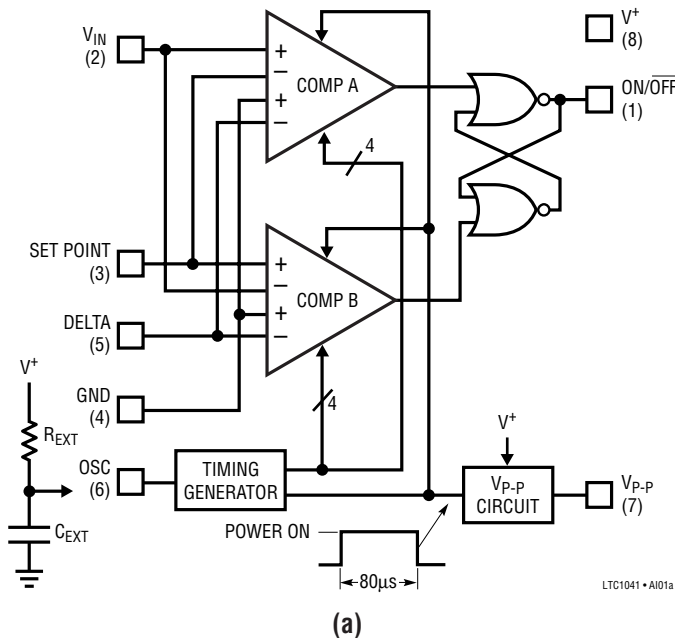 V+
(8)
VIN
(2)
+
−
+
−
COMP A
ON/OFF
(1)
4
SET POINT
(3)
+
−
+
−
COMP B
DELTA
(5)
V+
GND
(4)
4
REXT
V+
OSC
(6)
TIMING
GENERATOR
VP-P
CIRCUIT
VP-P
(7)
CEXT
POWER ON
80µs
LTC1041 • AI01a
(a)